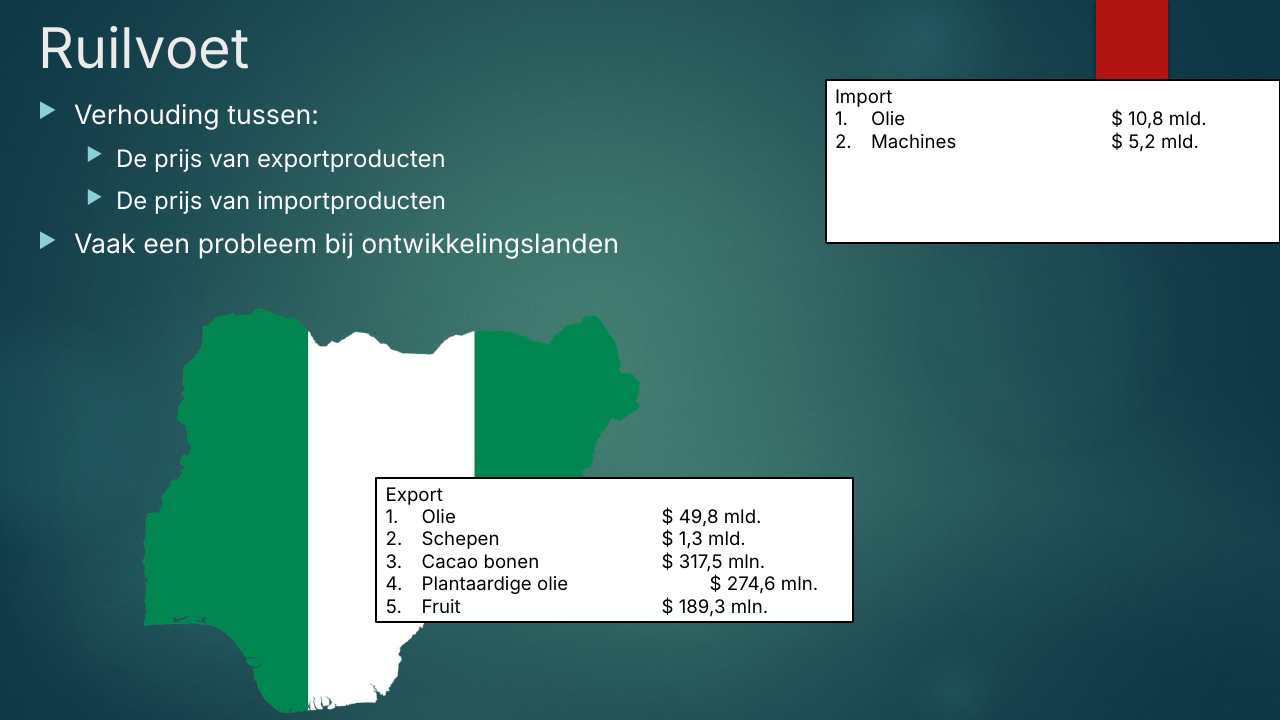 Ruilvoet
Verhouding tussen:
De prijs van exportproducten
De prijs van importproducten
Vaak een probleem bij ontwikkelingslanden
Import
1. Olie $ 10,8 mld.
2. Machines $ 5,2 mld.
Export
1. Olie $ 49,8 mld.
2. Schepen $ 1,3 mld.
3. Cacao bonen $ 317,5 mln.
4. Plantaardige olie $ 274,6 mln.
5. Fruit $ 189,3 mln.